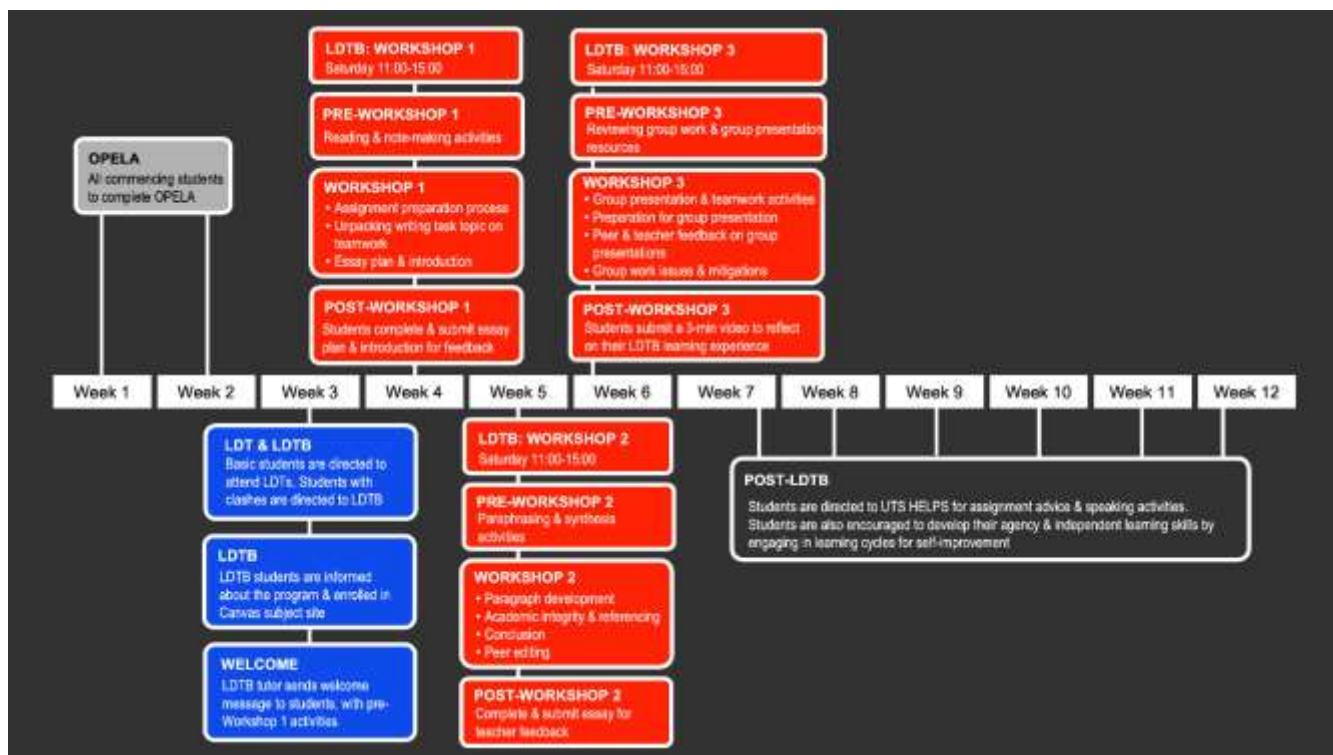 LDTB: WORKSHOP 1
Saturday 11:00-15:00
PRE-WORKSHOP 1
Reading & note-making activities
WORKSHOP 1
• Assignment preparation process
• Unpacking writing task topic on
teamwork
• Essay plan & introduction
POST-WORKSHOP 1
Students complete & submit essay
plan & introduction for feedback
LDTB: WORKSHOP 3
Saturday 11:00-15:00
PRE-WORKSHOP 3
Reviewing group work & group presentation
resources
WORKSHOP 3
• Group presentation & teamwork activities
• Preparation for group presentation
• Peer & teacher feedback on group
presentations
• Group work issues & mitigations
POST-WORKSHOP 3
Students submit a 3-min video to reflect
on their LDTB learning experience
OPELA
All commencing students
to complete OPELA
Week 1
Week 2
Week 3
Week 4
Week 5
Week 6
Week 7
Week 8
Week 9
Week 10
Week 11
Week 12
LDT & LDTB
Basic students are directed to
attend LDTs. Students with
clashes are directed to LDTB
LDTB
LDTB students are informed
about the program & enrolled in
Canvas subject site
WELCOME
LDTB tutor sends welcome
message to students, with pre-
Workshop 1 activities
LDTB: WORKSHOP 2
Saturday 11:00-15:00
PRE-WORKSHOP 2
Paraphrasing & synthesis
activities
WORKSHOP 2
• Paragraph development
• Academic integrity & referencing
• Conclusion
• Peer editing
POST-WORKSHOP 2
Complete & submit essay for
teacher feedback
POST-LDTB
Students are directed to UTS HELPS for assignment advice & speaking activities.
Students are also encouraged to develop their agency & independent learning skills by
engaging in learning cycles for self-improvement